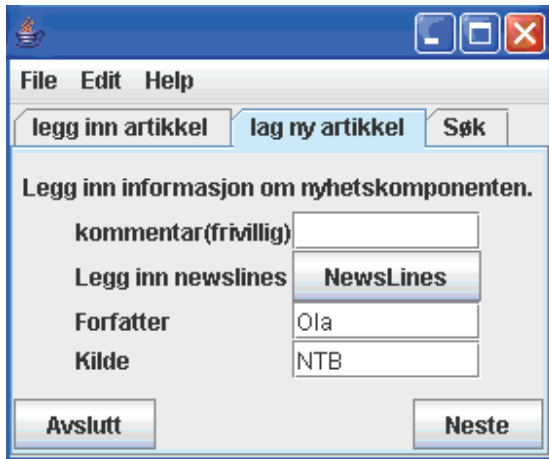 File Edit Help
legg inn artikkel lag ny artikkel Søk
Legg inn informasjon om nyhetskomponenten.
kommentar(frivillig)
Legg inn newslines NewsLines
Forfatter Ola
Kilde NTB
Avslutt Neste